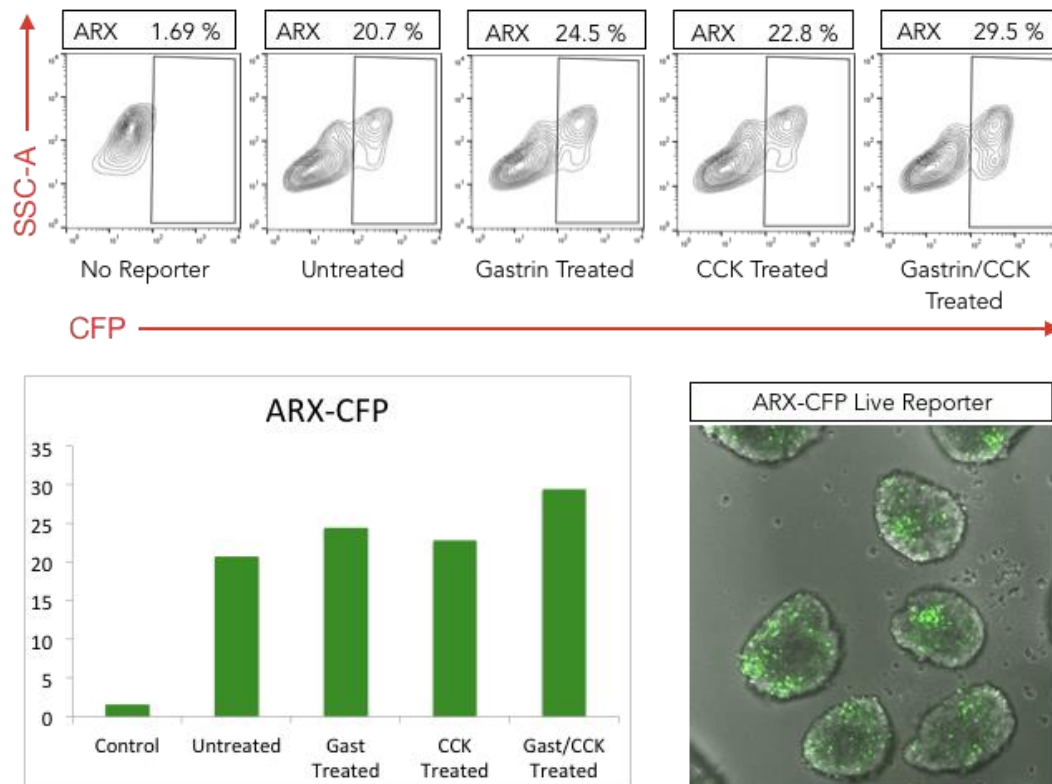 ARX 1.69 %
ARX 20.7 %
ARX 24.5 %
ARX 22.8 %
ARX 29.5 %
SSC-A
No Reporter
Untreated
Gastrin Treated
CCK Treated
Gastrin/CCK
Treated
CFP
ARX-CFP
35
30
25
20
15
10
5
0
Control
Untreated
Gast
Treated
CCK
Treated
Gast/CCK
Treated
ARX-CFP Live Reporter